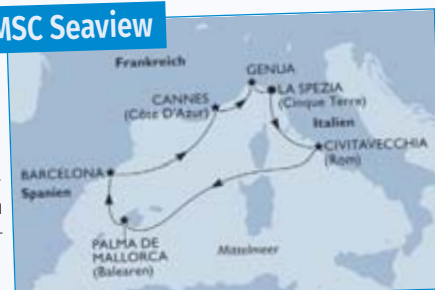 MSC Seaview
Frankreich
GENUA
LA SPEZIA
(Cinque Terre)
CANNES
(Côte D'Azur)
Italien
CIVITAVECCHIA
(Rom)
BARCELONA
Spanien
PALMA DE
MALLORCA
(Balearen)
Mittelmeer